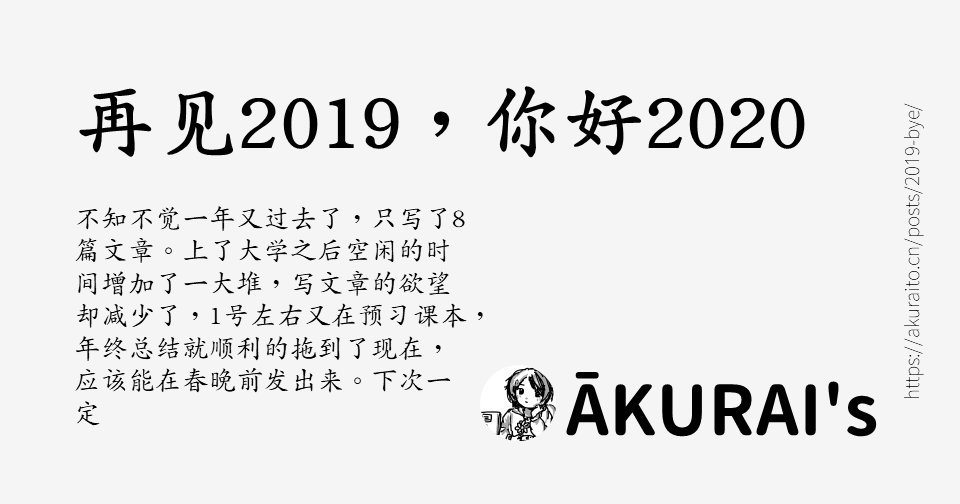 再见2019，你好2020
不知不觉一年又过去了，只写了8
篇文章。上了大学之后空闲的时
间增加了一大堆，写文章的欲望
却减少了，1号左右又在预习课本，
年终总结就顺利的拖到了现在，
应该能在春晚前发出来。下次一
定
ĀKURAI's
https://akuraito.cn/posts/2019-bye/